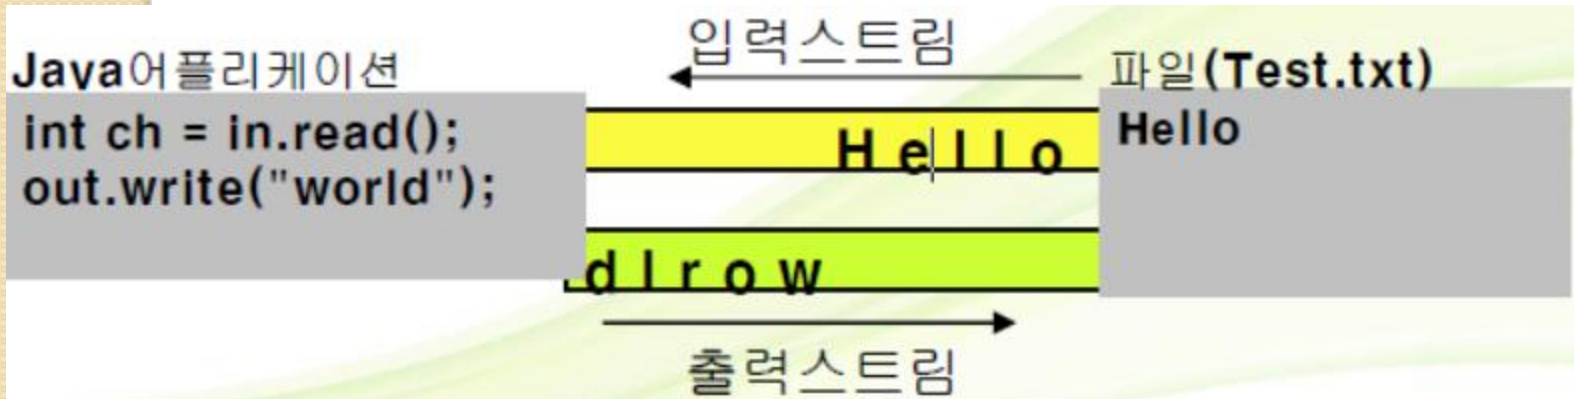 입력스트림
Java어플리케이션
파일(Test.txt)
int ch = in.read();
out.write("world");
H e l l o
Hello
d l r o w
출력스트림